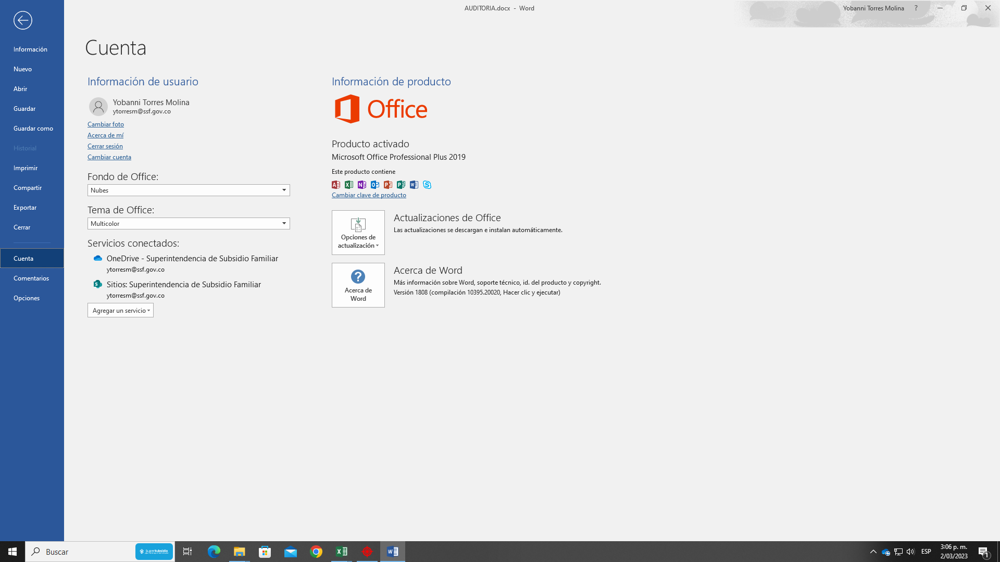 AUDITORIA.docx - Word
Yobanni Torres Molina
?
Información
Nuevo
Abrir
Guardar
Guardar como
Historial
Imprimir
Compartir
Exportar
Cerrar
Cuenta
Comentarios
Opciones
Cuenta
Información de usuario
Yobanni Torres Molina
ytorresm@ssf.gov.co
Cambiar foto
Acerca de mí
Cerrar sesión
Cambiar cuenta
Fondo de Office:
Nubes
Tema de Office:
Multicolor
Servicios conectados:
OneDrive - Superintendencia de Subsidio Familiar
ytorresm@ssf.gov.co
Sitios: Superintendencia de Subsidio Familiar
ytorresm@ssf.gov.co
Agregar un servicio
Información de producto
Office
Producto activado
Microsoft Office Professional Plus 2019
Este producto contiene
Cambiar clave de producto
Opciones de
actualización
Actualizaciones de Office
Las actualizaciones se descargan e instalan automáticamente.
Acerca de
Word
Acerca de Word
Más información sobre Word, soporte técnico, id. del producto y copyright.
Versión 1808 (compilación 10395.20020, Hacer clic y ejecutar)
Buscar
SuperSubsidio
ESP
3:06 p. m.
2/03/2023
1